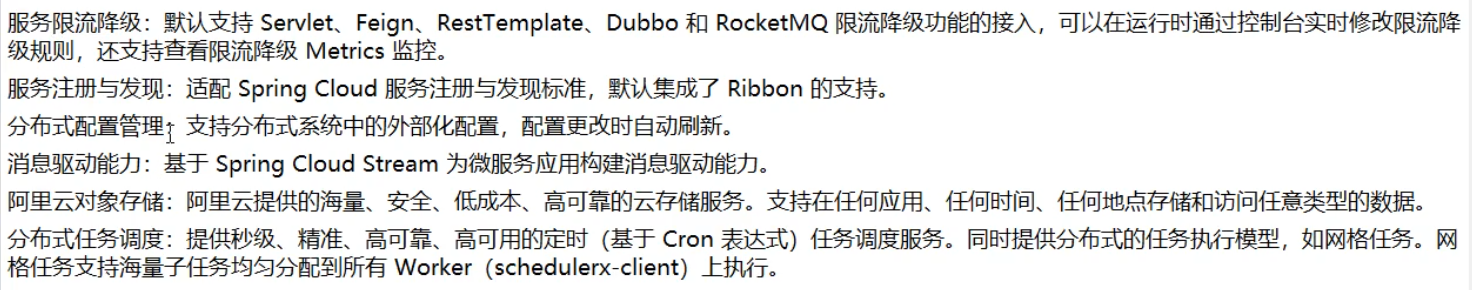 服务限流降级：默认支持 Servlet、Feign、RestTemplate、Dubbo 和 RocketMQ 限流降级功能的接入，可以在运行时通过控制台实时修改限流降
级规则，还支持查看限流降级 Metrics 监控。
服务注册与发现：适配 Spring Cloud 服务注册与发现标准，默认集成了 Ribbon 的支持。
分布式配置管理：支持分布式系统中的外部化配置，配置更改时自动刷新。
消息驱动能力：基于 Spring Cloud Stream 为微服务应用构建消息驱动能力。
阿里云对象存储：阿里云提供的海量、安全、低成本、高可靠的云存储服务。支持在任何应用、任何时间、任何地点存储和访问任意类型的数据。
分布式任务调度：提供秒级、精准、高可靠、高可用的定时（基于 Cron 表达式）任务调度服务。同时提供分布式的任务执行模型，如网格任务。网
格任务支持海量子任务均匀分配到所有 Worker（schedulerx-client）上执行。